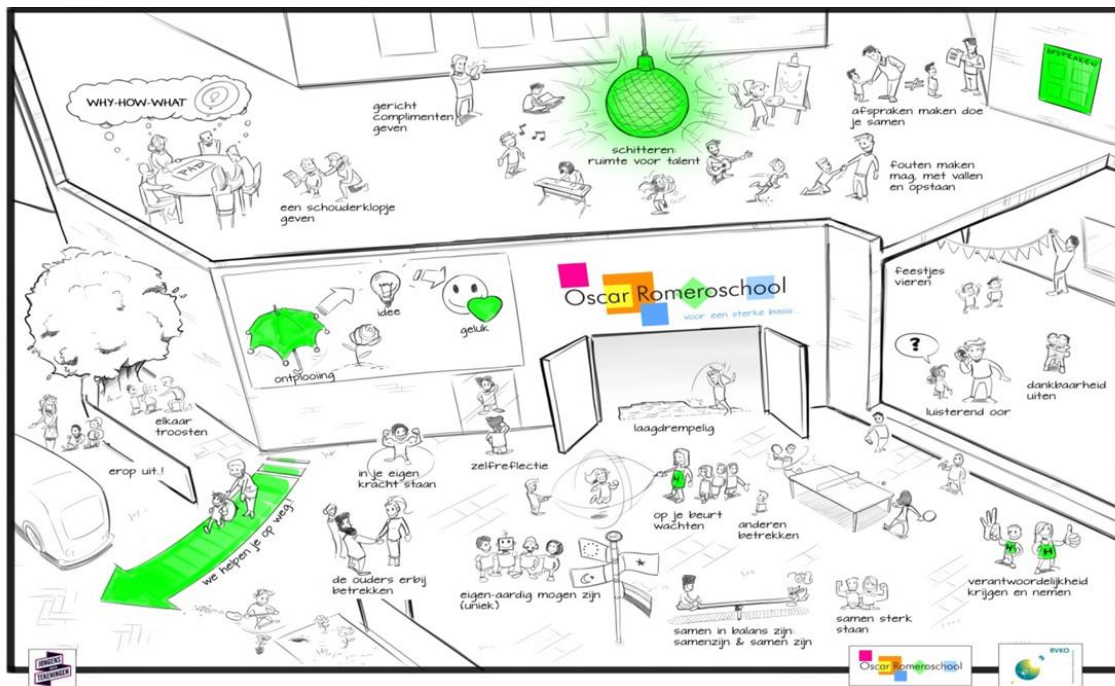 WHY-HOW-WHAT
PAD
gericht
complimenten
geven
een schouderklopje
geven
schitteren:
ruimte voor talent
afspraken maken doe
je samen
AFSPRAKEN
fouten maken
mag, met vallen
en opstaan
idee
geluk
ontplooiing
Oscar Romeroschool
voor een sterke basis...
feestjes
vieren
?
luisterend oor
dankbaarheid
uiten
elkaar
troosten
erop uit..!
we helpen je op weg!
in je eigen
kracht staan
zelfreflectie
laagdrempelig
op je beurt
wachten
anderen
betrekken
de ouders erbij
betrekken
eigen-aardig mogen zijn
(uniek)
samen in balans zijn:
samenzijn & samen zijn
samen sterk
staan
H
H
H
verantwoordelijkheid
krijgen en nemen
JONGENS
VAN DE
TEKENINGEN
Oscar Romeroschool
RVKO